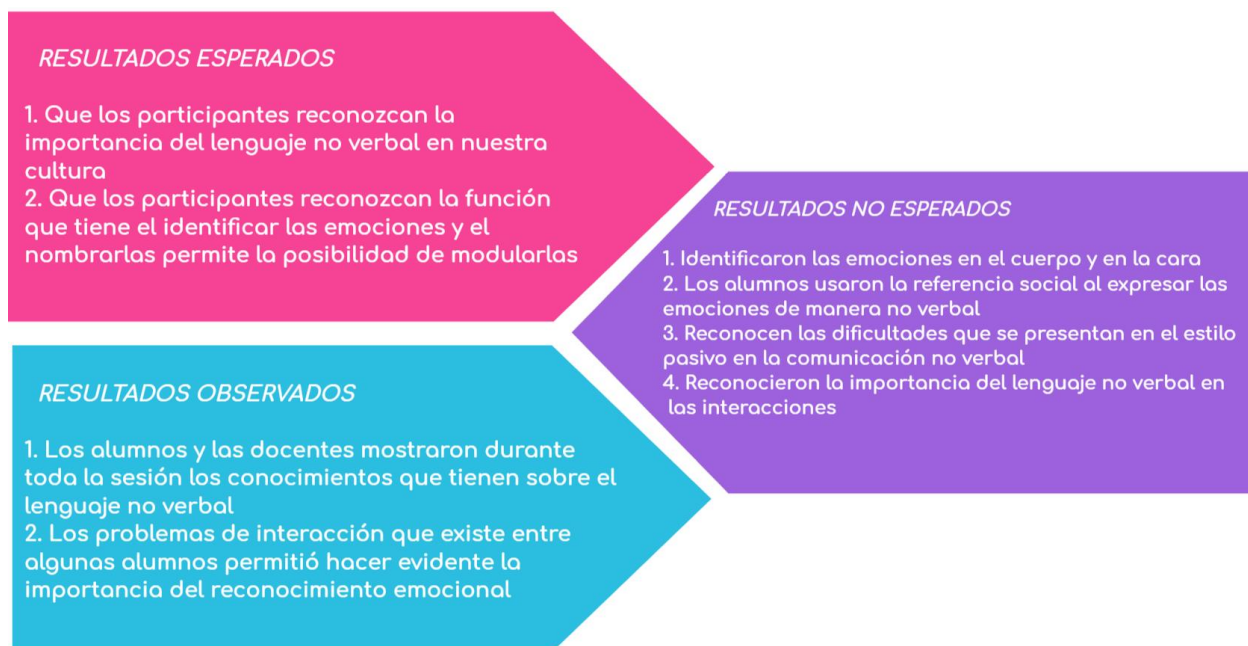 RESULTADOS ESPERADOS
1. Que los participantes reconozcan la
importancia del lenguaje no verbal en nuestra
cultura
2. Que los participantes reconozcan la función
que tiene el identificar las emociones y el
nombrarlas permite la posibilidad de modularlas
RESULTADOS NO ESPERADOS
1. Identificaron las emociones en el cuerpo y en la cara
2. Los alumnos usaron la referencia social al expresar las
emociones de manera no verbal
3. Reconocen las dificultades que se presentan en el estilo
pasivo en la comunicación no verbal
4. Reconocieron la importancia del lenguaje no verbal en
las interacciones
RESULTADOS OBSERVADOS
1. Los alumnos y las docentes mostraron durante
toda la sesión los conocimientos que tienen sobre el
lenguaje no verbal
2. Los problemas de interacción que existe entre
algunas alumnos permitió hacer evidente la
importancia del reconocimiento emocional